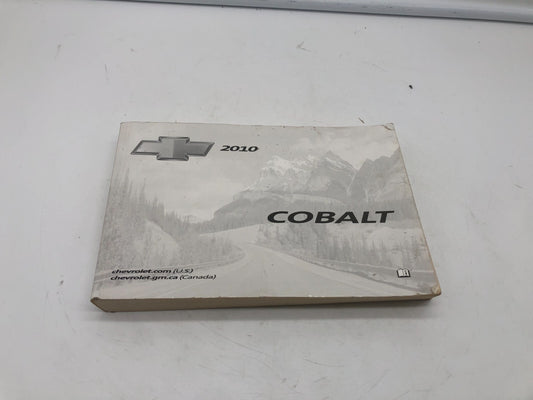 2010
COBALT
chevrolet.com (U.S.)
chevrolet.gm.ca (Canada)